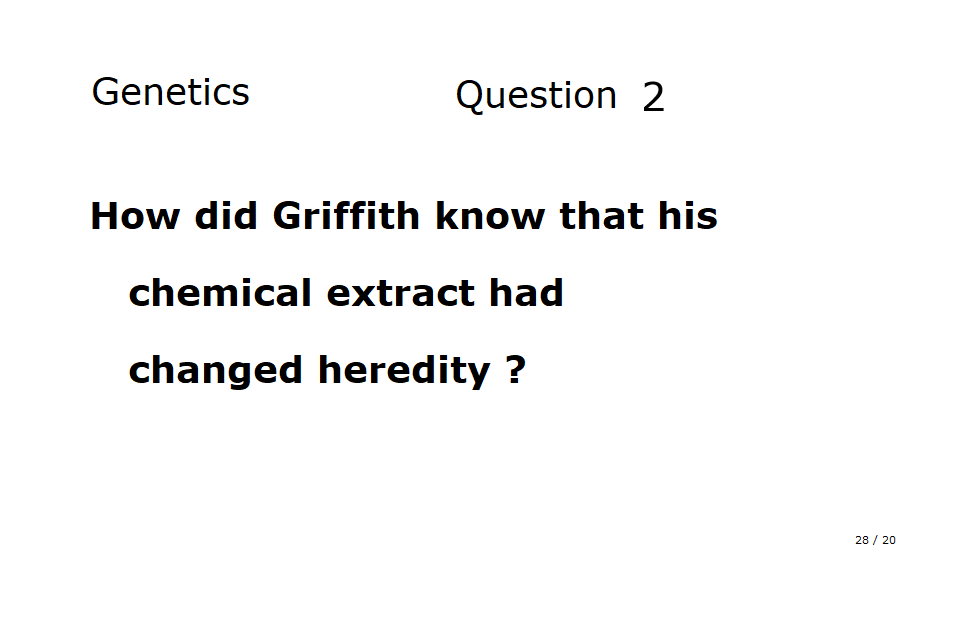 Genetics Question 2
How did Griffith know that his
chemical extract had
changed heredity ?
28 / 20